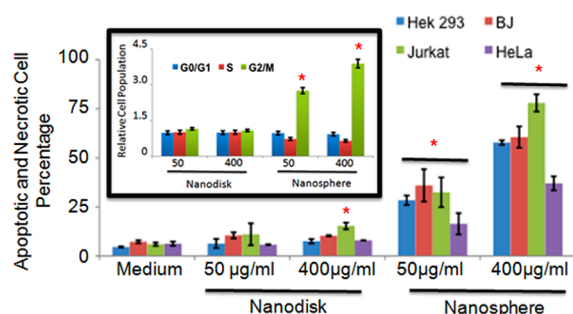 Hek 293 BJ
Jurkat HeLa
Apoptotic and Necrotic Cell
Percentage
100
75
50
25
0
Relative Cell Population
4.5
3.0
1.5
0
G0/G1 S G2/M
* *
50 400 50 400
Nanodisk Nanosphere
* * *
Medium 50 µg/ml 400µg/ml 50µg/ml 400µg/ml
Nanodisk Nanosphere